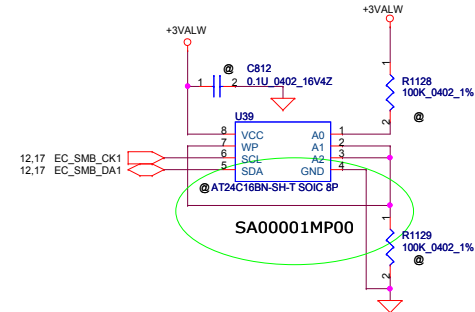 +3VALW
+3VALW
@
C812
1 2
0.1U_0402_16V4Z
1
R1128
100K_0402_1%
2
@
U39
8 VCC A0 1
7 WP A1 2
6 SCL A2 3
5 SDA GND 4
12,17 EC_SMB_CK1
12,17 EC_SMB_DA1
@ AT24C16BN-SH-T SOIC 8P
SA00001MP00
1
R1129
100K_0402_1%
2
@